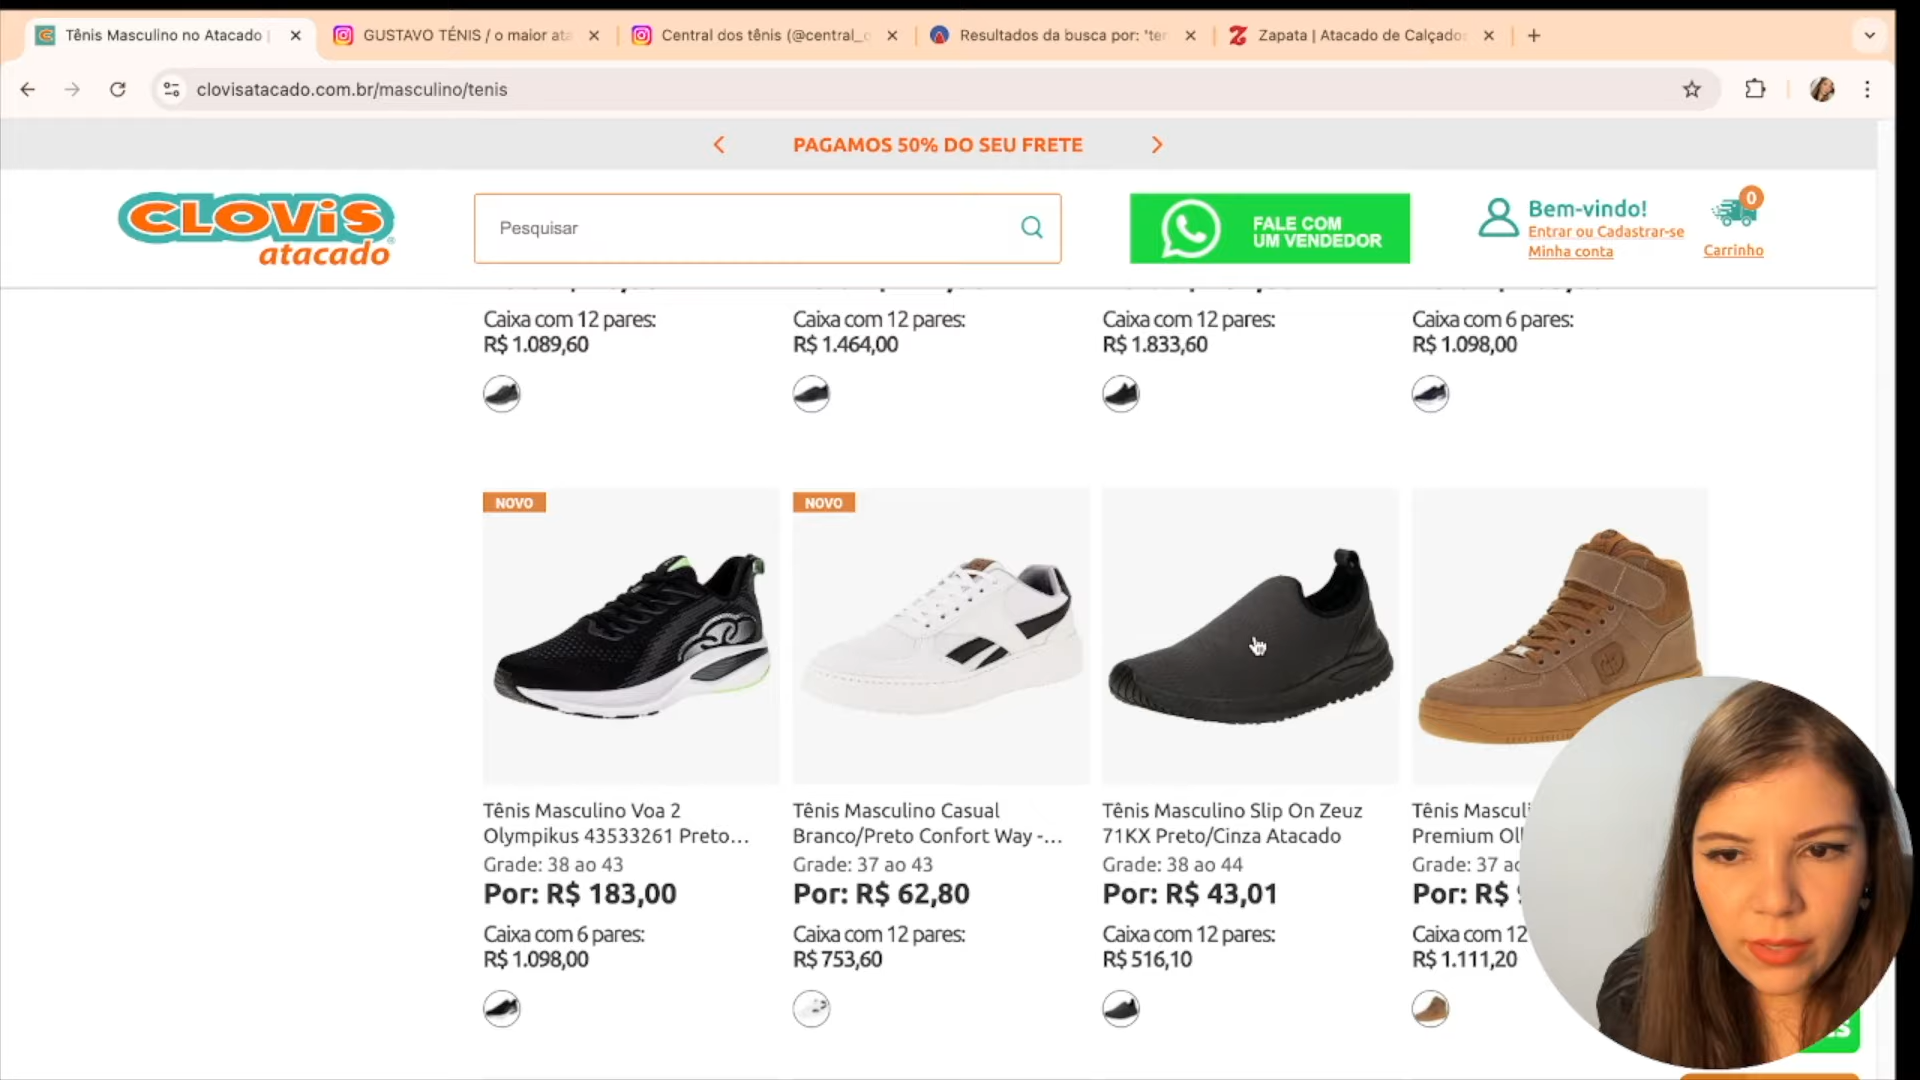 Tênis Masculino no Atacado |
GUSTAVO TÉNIS / o maior ata
Central dos tênis (@central_o
Resultados da busca por: "ter
Zapata | Atacado de Calçados
clovisatacado.com.br/masculino/tenis
PAGAMOS 50% DO SEU FRETE
CLOViS
atacado
Pesquisar
FALE COM
UM VENDEDOR
Bem-vindo!
Entrar ou Cadastrar-se
Minha conta
0
Carrinho
Caixa com 12 pares:
R$ 1.089,60
Caixa com 12 pares:
R$ 1.464,00
Caixa com 12 pares:
R$ 1.833,60
Caixa com 6 pares:
R$ 1.098,00
NOVO
Tênis Masculino Voa 2
Olympikus 43533261 Preto...
Grade: 38 ao 43
Por: R$ 183,00
Caixa com 6 pares:
R$ 1.098,00
NOVO
Tênis Masculino Casual
Branco/Preto Confort Way -...
Grade: 37 ao 43
Por: R$ 62,80
Caixa com 12 pares:
R$ 753,60
Tênis Masculino Slip On Zeuz
71KX Preto/Cinza Atacado
Grade: 38 ao 44
Por: R$ 43,01
Caixa com 12 pares:
R$ 516,10
Tênis Mascul
Premium Oll
Grade: 37 ao
Por: R$
Caixa com 12
R$ 1.111,20